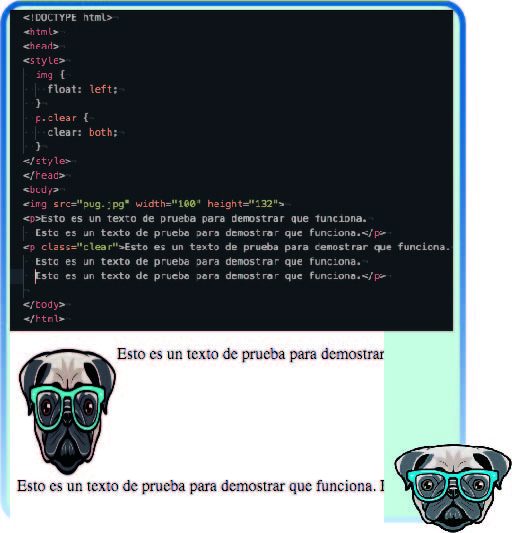 <!DOCTYPE html>
<html>
<head>
<style>
img {
float: left;
}
p.clear {
clear: both;
}
</style>
</head>
<body>
<img src="pug.jpg" width="100" height="132">
<p>Esto es un texto de prueba para demostrar que funciona.
Esto es un texto de prueba para demostrar que funciona.</p>
<p class="clear">Esto es un texto de prueba para demostrar que funciona.
Esto es un texto de prueba para demostrar que funciona.
Esto es un texto de prueba para demostrar que funciona.</p>
</body>
</html>
Esto es un texto de prueba para demostrar
Esto es un texto de prueba para demostrar que funciona.